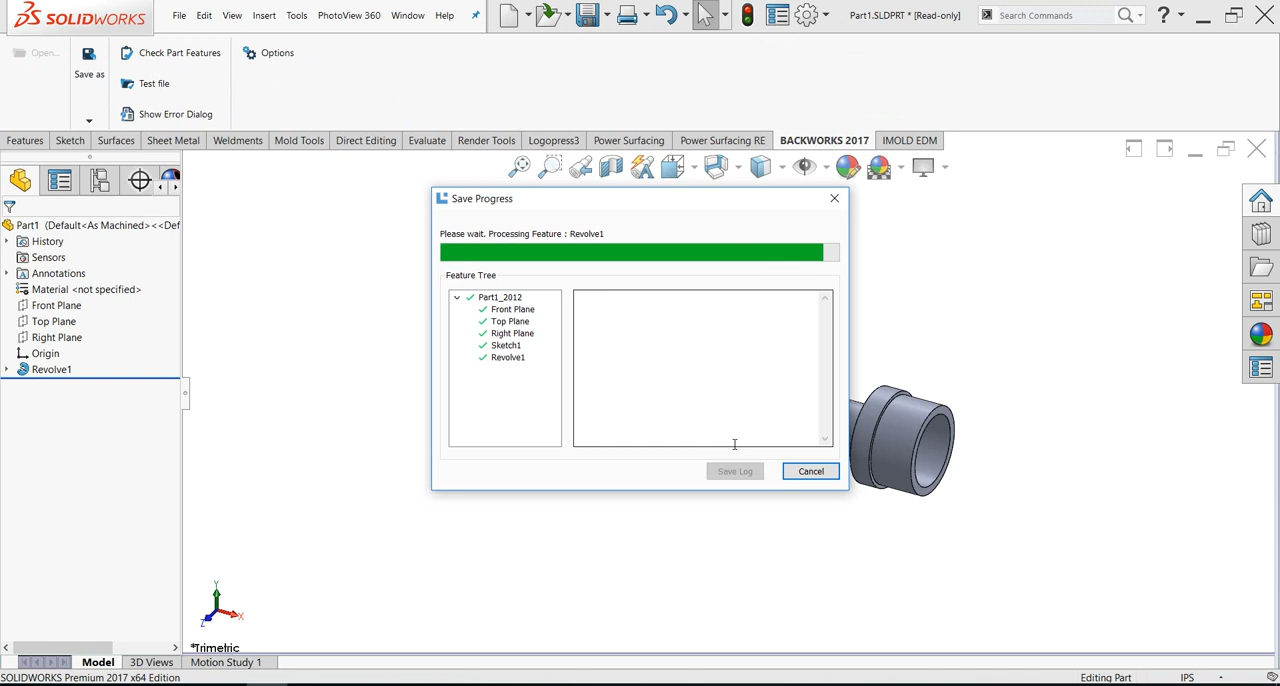 SOLIDWORKS File Edit View Insert Tools PhotoView 360 Window Help Part1.SLDPRT * [Read-only] Search Commands ?
Open... Save as Check Part Features Options
Test file
Show Error Dialog
Features Sketch Surfaces Sheet Metal Weldments Mold Tools Direct Editing Evaluate Render Tools Logopress3 Power Surfacing Power Surfacing RE BACKWORKS 2017 IMOLD EDM
Part1 (Default<As Machined><<Def
History
Sensors
Annotations
Material <not specified>
Front Plane
Top Plane
Right Plane
Origin
Revolve1
Save Progress
Please wait. Processing Feature : Revolve1
Feature Tree
Part1_2012
Front Plane
Top Plane
Right Plane
Sketch1
Revolve1
Save Log Cancel
Y
X
Z
*Trimetric
Model 3D Views Motion Study 1
SOLIDWORKS Premium 2017 x64 Edition Editing Part IPS